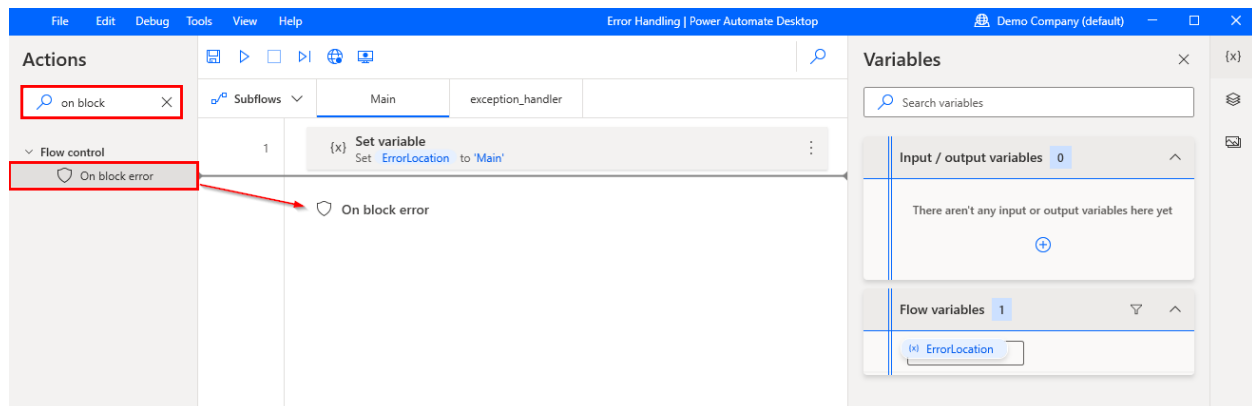 File Edit Debug Tools View Help
Error Handling | Power Automate Desktop
Demo Company (default)
Actions
on block
Flow control
On block error
Subflows
Main
exception_handler
1
{x} Set variable
Set ErrorLocation to 'Main'
On block error
Variables
{x}
Search variables
Input / output variables 0
There aren't any input or output variables here yet
Flow variables 1
(x) ErrorLocation